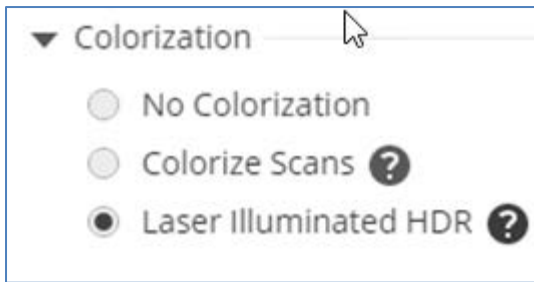 Colorization
No Colorization
Colorize Scans ?
Laser Illuminated HDR ?